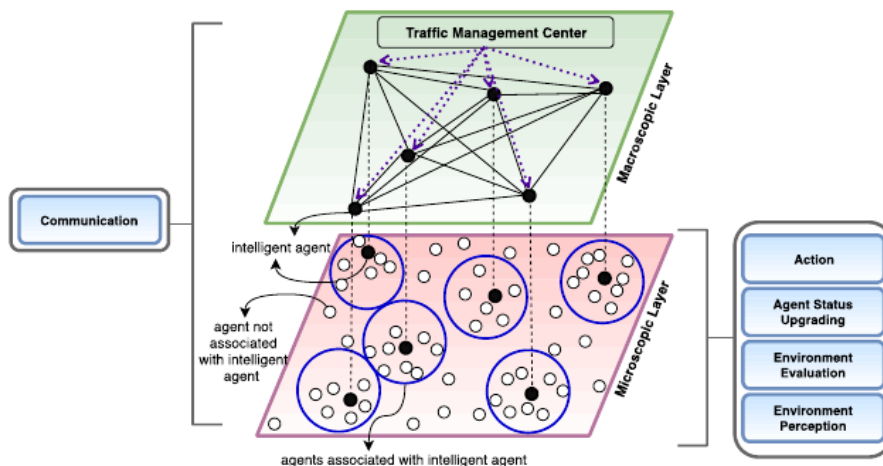 Traffic Management Center
Macroscopic Layer
Communication
intelligent agent
agent not
associated
with intelligent
agent
Microscopic Layer
agents associated with intelligent agent
Action
Agent Status
Upgrading
Environment
Evaluation
Environment
Perception